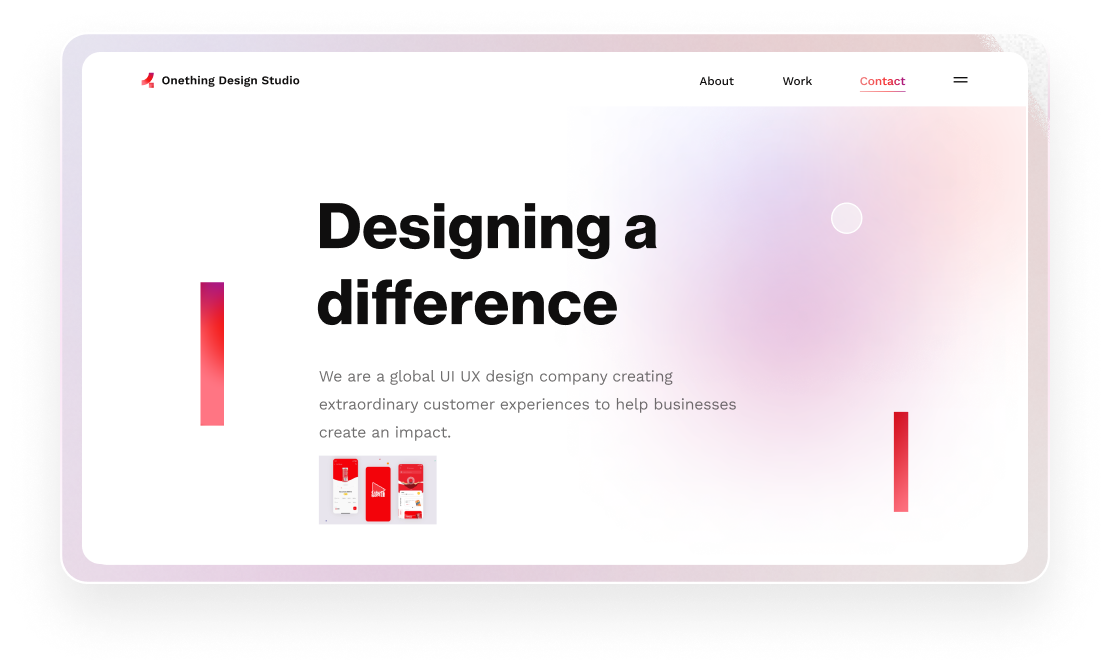 Onething Design Studio
About
Work
Contact
Designing a
difference
We are a global UI UX design company creating
extraordinary customer experiences to help businesses
create an impact.